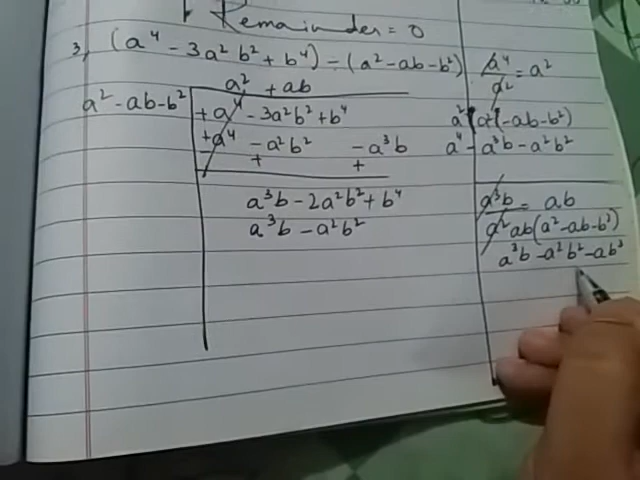 Remainder = 0
3, (a⁴ - 3a²b² + b⁴) ÷ (a² - ab - b²)
a² + ab
a² - ab - b² + a⁴ - 3a²b² + b⁴
+ a⁴ - a²b² - a³b
+ +
a³b - 2a²b² + b⁴
a³b - a²b²
a⁴/a² = a²
a²(a² - ab - b²)
a⁴ - a³b - a²b²
a³b/a² = ab
ab(a² - ab - b²)
a³b - a²b² - ab³